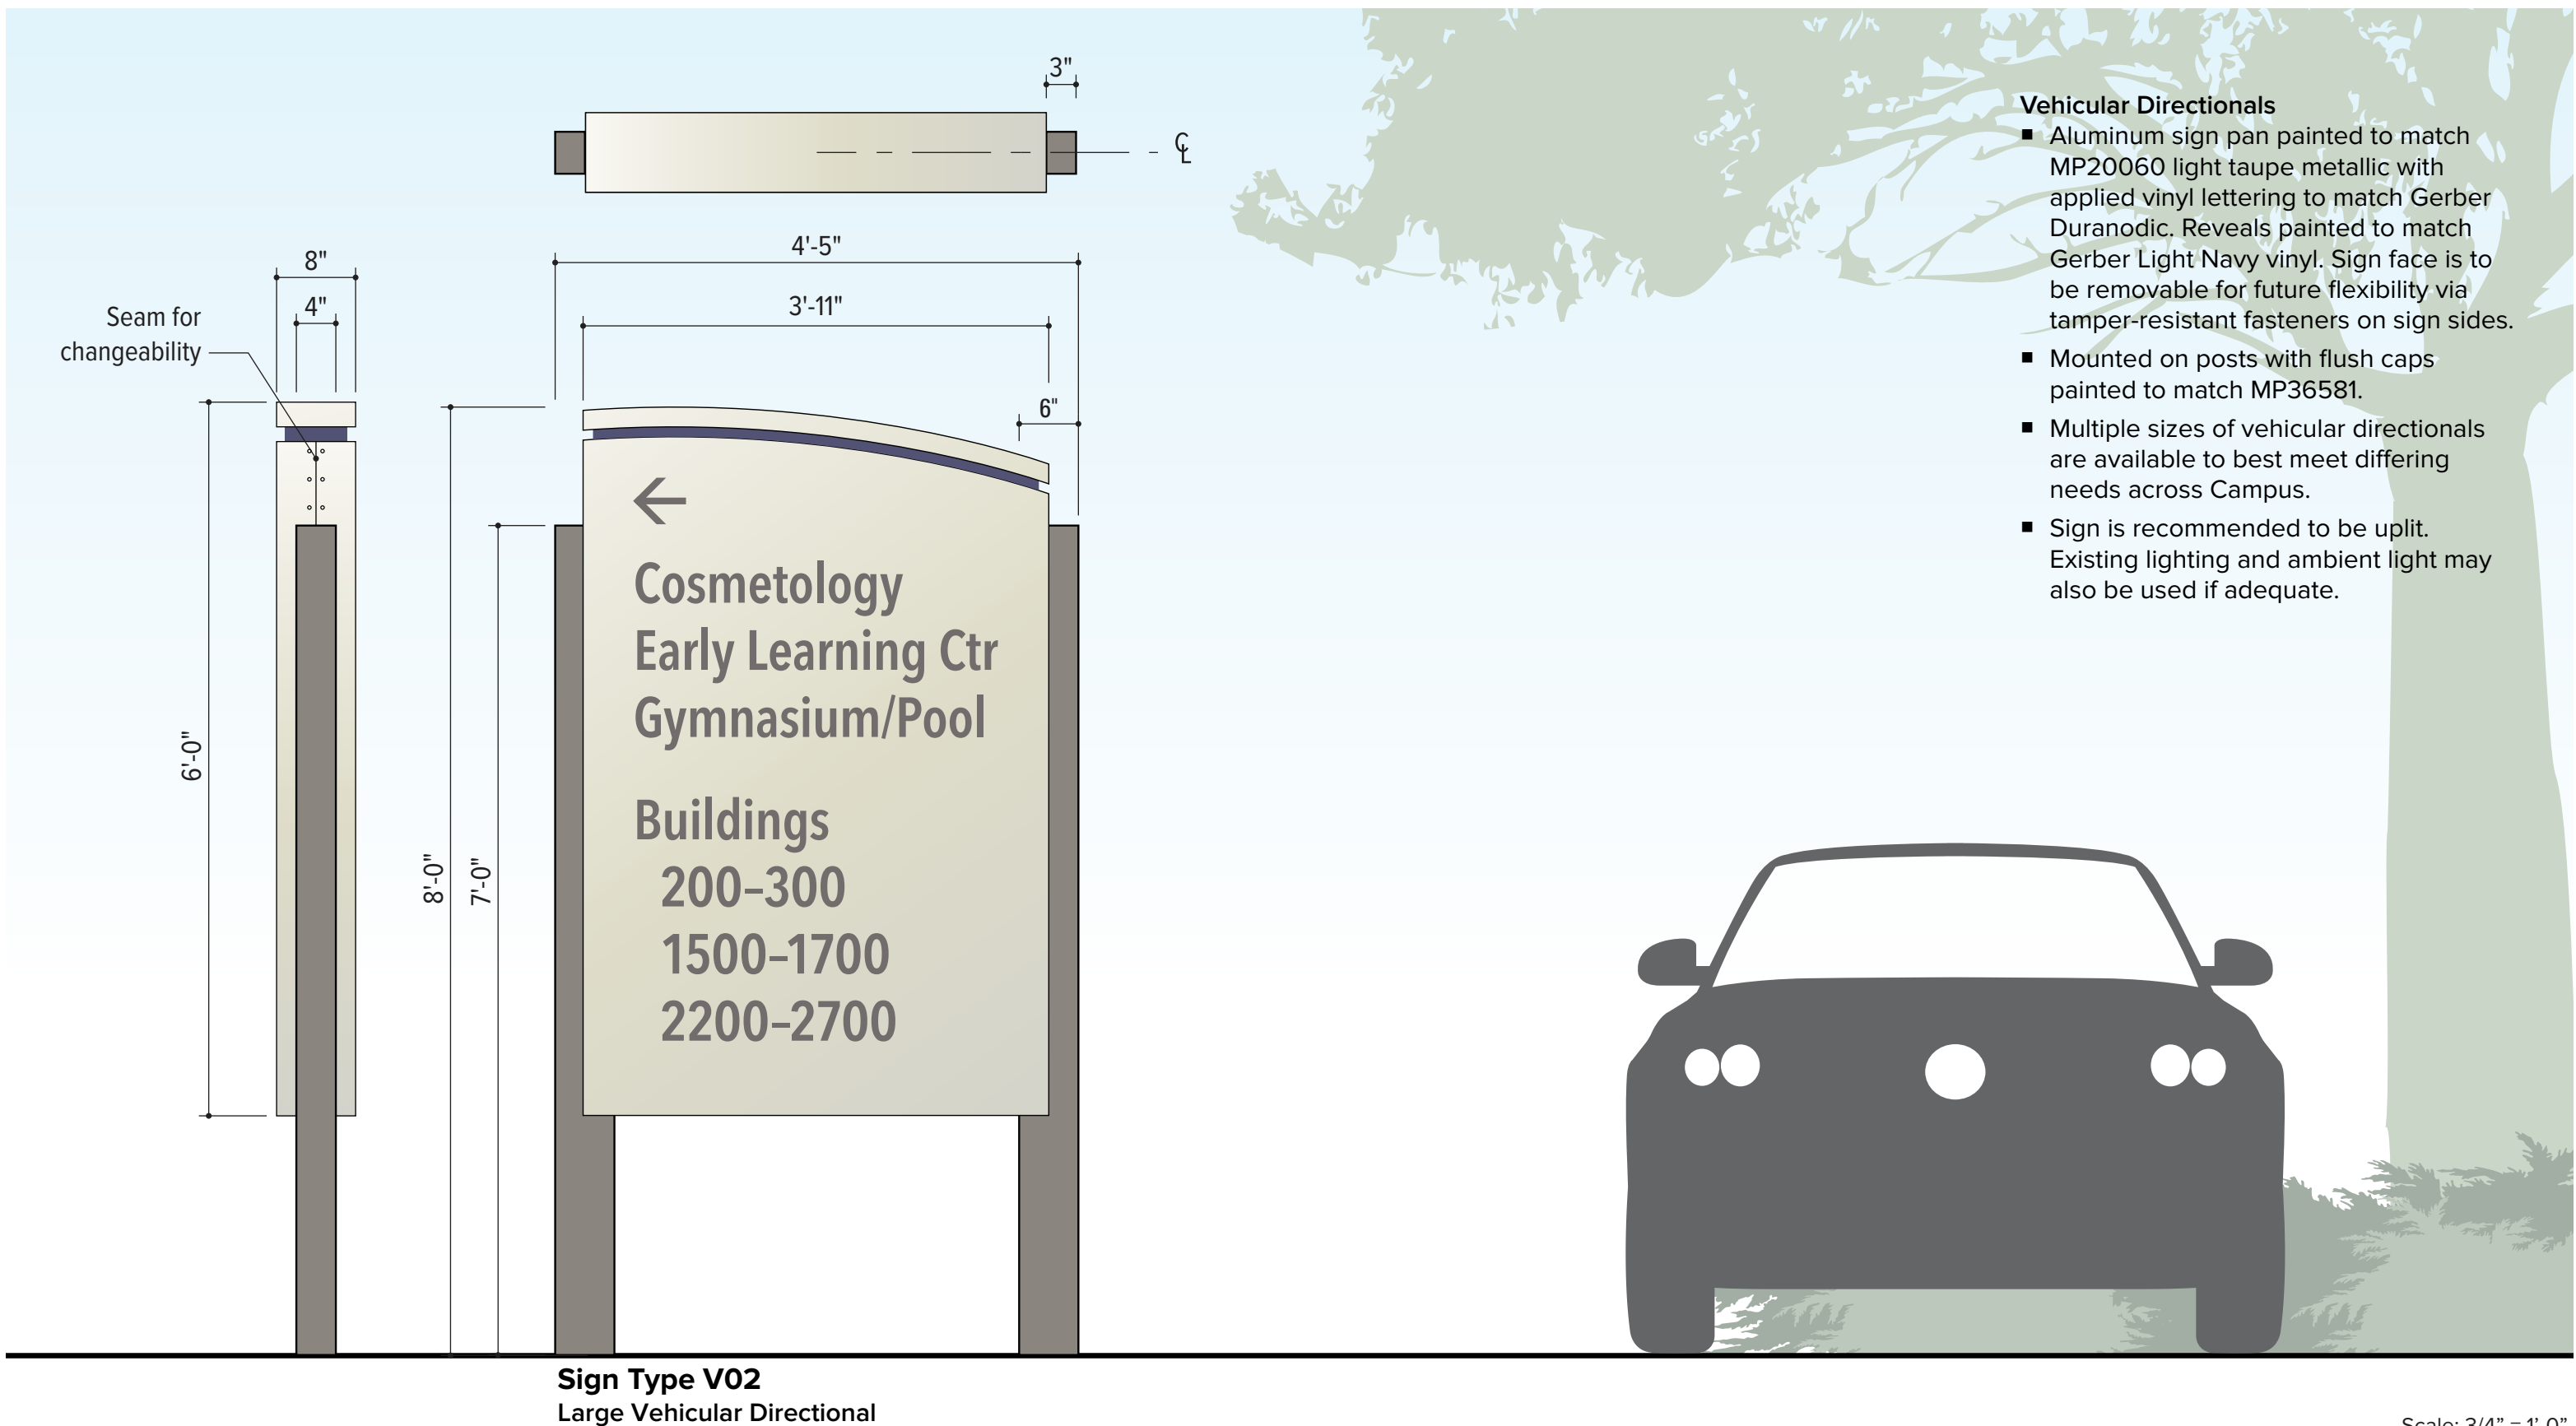 3"
℄
4'-5"
8"
3'-11"
4"
Seam for
changeability
6"
6'-0"
8'-0"
7'-0"
←
Cosmetology
Early Learning Ctr
Gymnasium/Pool
Buildings
200–300
1500–1700
2200–2700
Vehicular Directionals
▪ Aluminum sign pan painted to match
MP20060 light taupe metallic with
applied vinyl lettering to match Gerber
Duranodic. Reveals painted to match
Gerber Light Navy vinyl. Sign face is to
be removable for future flexibility via
tamper-resistant fasteners on sign sides.
▪ Mounted on posts with flush caps
painted to match MP36581.
▪ Multiple sizes of vehicular directionals
are available to best meet differing
needs across Campus.
▪ Sign is recommended to be uplit.
Existing lighting and ambient light may
also be used if adequate.
Sign Type V02
Large Vehicular Directional
Scale: 3/4” = 1’-0”